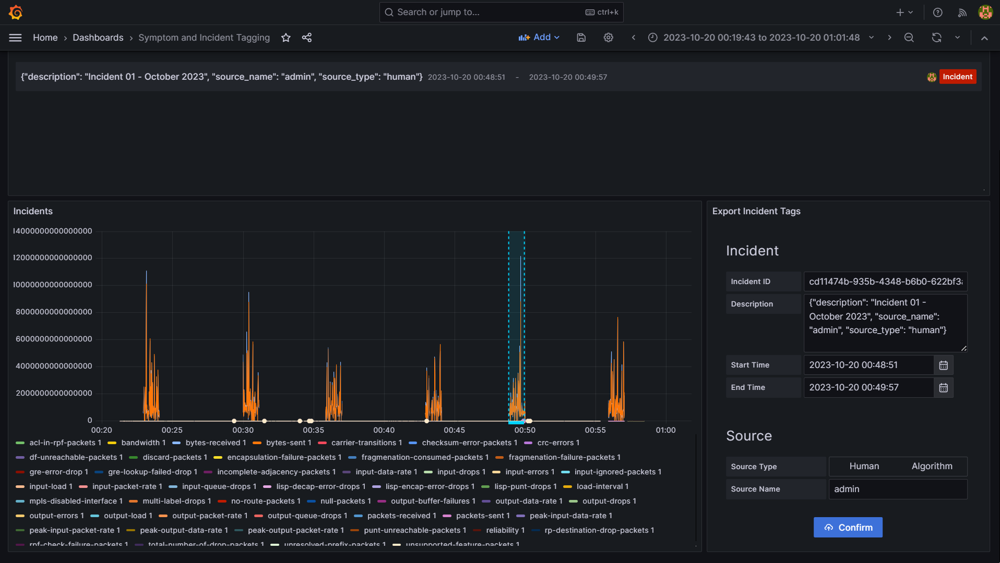 Search or jump to... ctrl+k
Home › Dashboards › Symptom and Incident Tagging Add 2023-10-20 00:19:43 to 2023-10-20 01:01:48
{"description": "Incident 01 - October 2023", "source_name": "admin", "source_type": "human"} 2023-10-20 00:48:51 - 2023-10-20 00:49:57 Incident
Incidents
14000000000000000
12000000000000000
10000000000000000
8000000000000000
6000000000000000
4000000000000000
2000000000000000
0
00:20 00:25 00:30 00:35 00:40 00:45 00:50 00:55 01:00
acl-in-rpf-packets 1 bandwidth 1 bytes-received 1 bytes-sent 1 carrier-transitions 1 checksum-error-packets 1 crc-errors 1
df-unreachable-packets 1 discard-packets 1 encapsulation-failure-packets 1 fragmenation-consumed-packets 1 fragmenation-failure-packets 1
gre-error-drop 1 gre-lookup-failed-drop 1 incomplete-adjacency-packets 1 input-data-rate 1 input-drops 1 input-errors 1 input-ignored-packets 1
input-load 1 input-packet-rate 1 input-queue-drops 1 lisp-decap-error-drops 1 lisp-encap-error-drops 1 lisp-punt-drops 1 load-interval 1
mpls-disabled-interface 1 multi-label-drops 1 no-route-packets 1 null-packets 1 output-buffer-failures 1 output-data-rate 1 output-drops 1
output-errors 1 output-load 1 output-packet-rate 1 output-queue-drops 1 packets-received 1 packets-sent 1 peak-input-data-rate 1
peak-input-packet-rate 1 peak-output-data-rate 1 peak-output-packet-rate 1 punt-unreachable-packets 1 reliability 1 rp-destination-drop-packets 1
rpf-check-failure-packets 1 total-number-of-drop-packets 1 unresolved-prefix-packets 1 unsupported-feature-packets 1
Export Incident Tags
Incident
Incident ID cd11474b-935b-4348-b6b0-622bf3
Description {"description": "Incident 01 -
October 2023", "source_name":
"admin", "source_type": "human"}
Start Time 2023-10-20 00:48:51
End Time 2023-10-20 00:49:57
Source
Source Type Human Algorithm
Source Name admin
Confirm